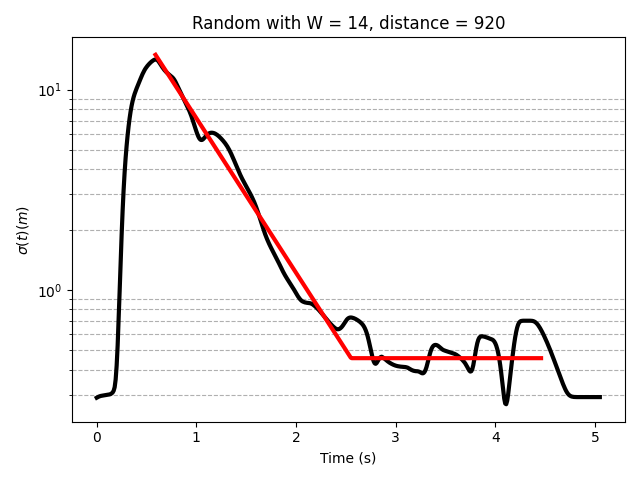 Random with W = 14, distance = 920
10¹
10⁰
σ(t)(m)
0 1 2 3 4 5
Time (s)